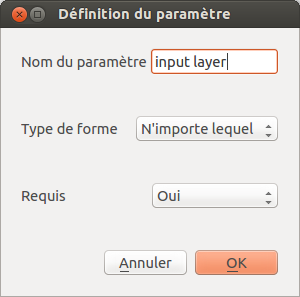 Définition du paramètre
Nom du paramètre input layer
Type de forme N'importe lequel
Requis Oui
Annuler OK